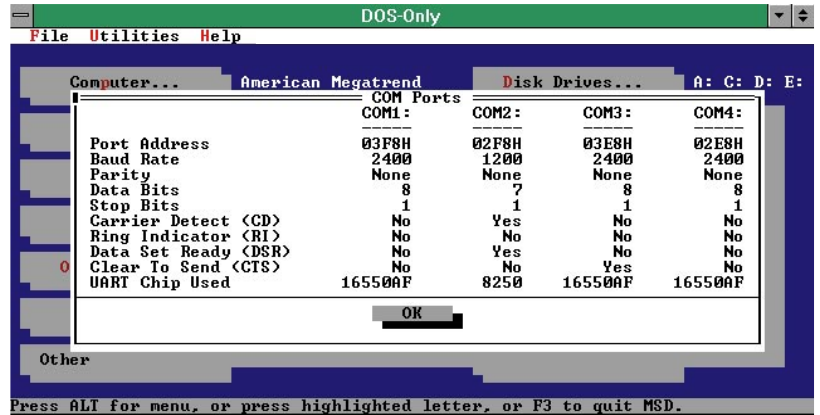 DOS-Only
File Utilities Help
Computer... American Megatrend Disk Drives... A: C: D: E:
COM Ports
COM1: COM2: COM3: COM4:
----- ----- ----- -----
Port Address 03F8H 02F8H 03E8H 02E8H
Baud Rate 2400 1200 2400 2400
Parity None None None None
Data Bits 8 7 8 8
Stop Bits 1 1 1 1
Carrier Detect (CD) No Yes No No
Ring Indicator (RI) No No No No
Data Set Ready (DSR) No Yes No No
Clear To Send (CTS) No No Yes No
UART Chip Used 16550AF 8250 16550AF 16550AF
O
OK
Other
Press ALT for menu, or press highlighted letter, or F3 to quit MSD.